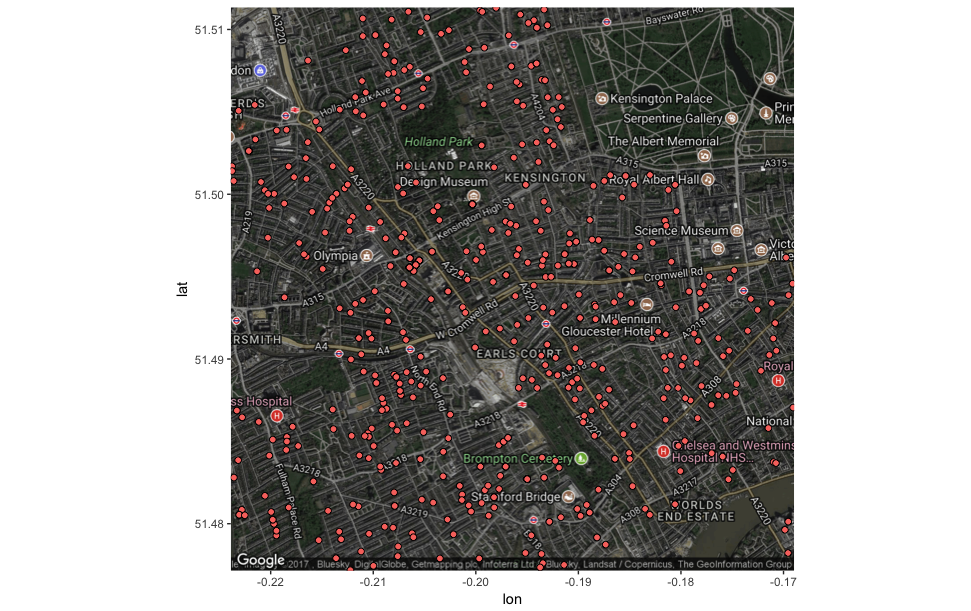 51.51
51.50
51.49
51.48
lat
-0.22
-0.21
-0.20
-0.19
-0.18
-0.17
lon
A3220
Bayswater Rd
don
Holland Park Ave
A4204
Kensington Palace
Serpentine Gallery
Prin
Mem
The Albert Memorial
Holland Park
HOLLAND PARK
Design Museum
KENSINGTON
A315
A315
Royal Albert Hall
A3220
A219
Kensington High St
Science Museum
Victo
Albe
Olympia
Cromwell Rd
A315
A3220
W Cromwell Rd
Millennium
Gloucester Hotel
A3218
RSMITH
A4
A4
EARLS COURT
A3218
North End Rd
Royal
A308
ss Hospital
A3218
National
Chelsea and Westmins
Hospital NHS...
Brompton Cemetery
A3218
A3218
Fulham Palace Rd
Stamford Bridge
A304
A3217
A3219
A308
WORLDS
END ESTATE
A3220
Google
2017, Bluesky, DigitalGlobe, Getmapping plc, Infoterra Ltd & Bluesky, Landsat / Copernicus, The GeoInformation Group